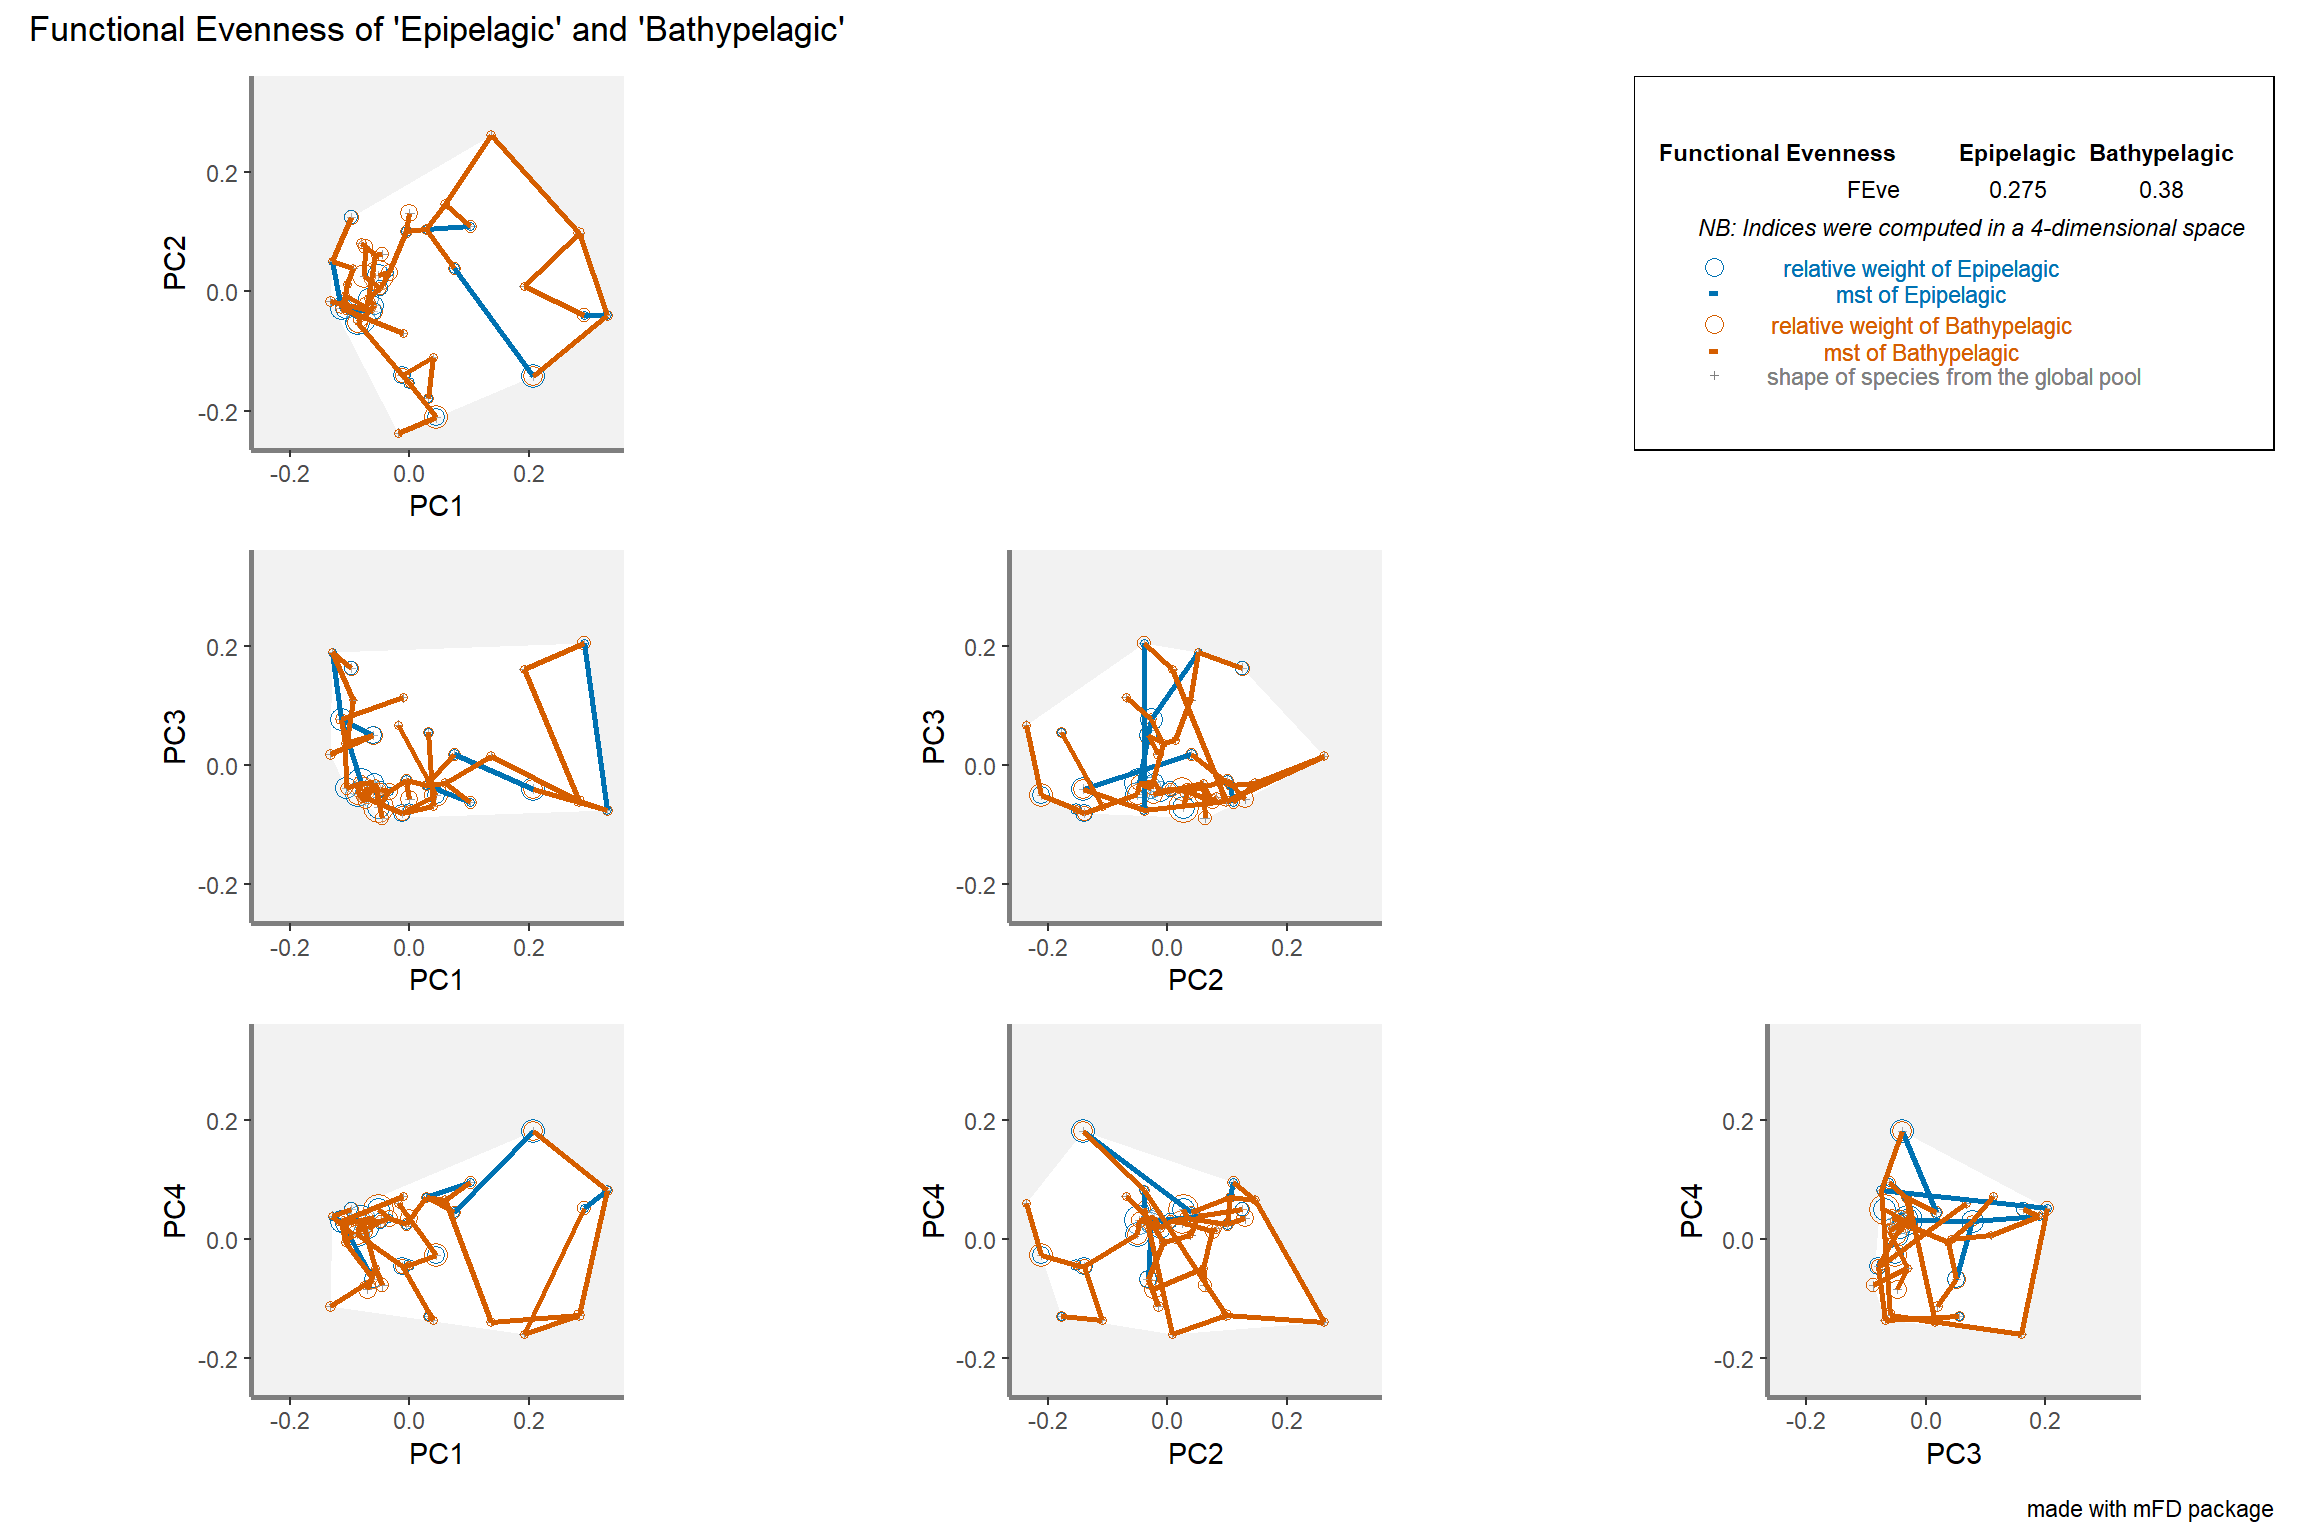 Functional Evenness of 'Epipelagic' and 'Bathypelagic'
0.2
0.0
-0.2
PC2
-0.2 0.0 0.2
PC1
Functional Evenness Epipelagic Bathypelagic
FEve 0.275 0.38
NB: Indices were computed in a 4-dimensional space
relative weight of Epipelagic
mst of Epipelagic
relative weight of Bathypelagic
mst of Bathypelagic
shape of species from the global pool
0.2
0.0
-0.2
PC3
-0.2 0.0 0.2
PC1
0.2
0.0
-0.2
PC3
-0.2 0.0 0.2
PC2
0.2
0.0
-0.2
PC4
-0.2 0.0 0.2
PC1
0.2
0.0
-0.2
PC4
-0.2 0.0 0.2
PC2
0.2
0.0
-0.2
PC4
-0.2 0.0 0.2
PC3
made with mFD package